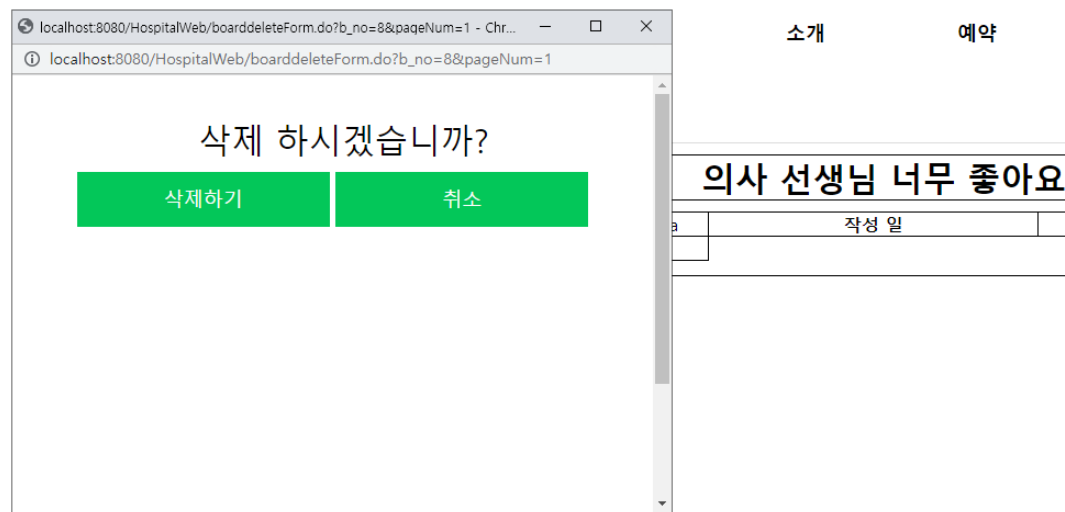 localhost:8080/HospitalWeb/boarddeleteForm.do?b_no=8&pageNum=1 - Chr...
localhost:8080/HospitalWeb/boarddeleteForm.do?b_no=8&pageNum=1
소개 예약
삭제 하시겠습니까?
삭제하기 취소
의사 선생님 너무 좋아요
a 작성 일